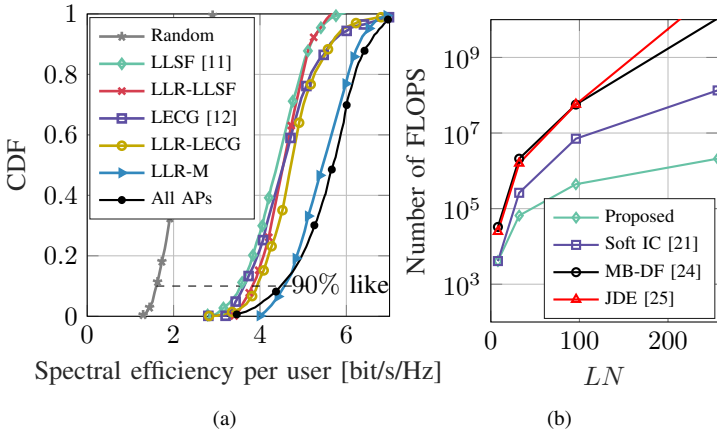 1
0.8
0.6
0.4
0.2
0
CDF
Random
LLSF [11]
LLR-LLSF
LECG [12]
LLR-LECG
LLR-M
All APs
90% like
0 2 4 6
Spectral efficiency per user [bit/s/Hz]
(a)
10^9
10^7
10^5
10^3
Number of FLOPS
Proposed
Soft IC [21]
MB-DF [24]
JDE [25]
0 100 200
LN
(b)